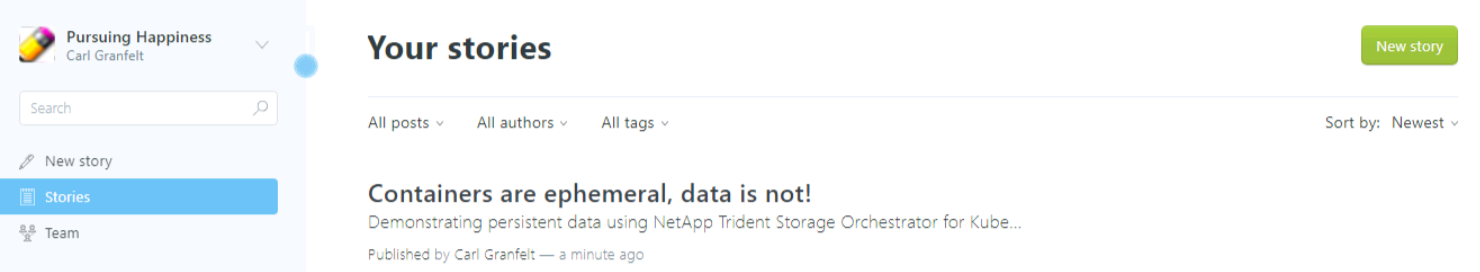 Pursuing Happiness
Carl Granfelt
Search
New story
Stories
Team
Your stories
New story
All posts All authors All tags
Sort by: Newest
Containers are ephemeral, data is not!
Demonstrating persistent data using NetApp Trident Storage Orchestrator for Kube...
Published by Carl Granfelt — a minute ago